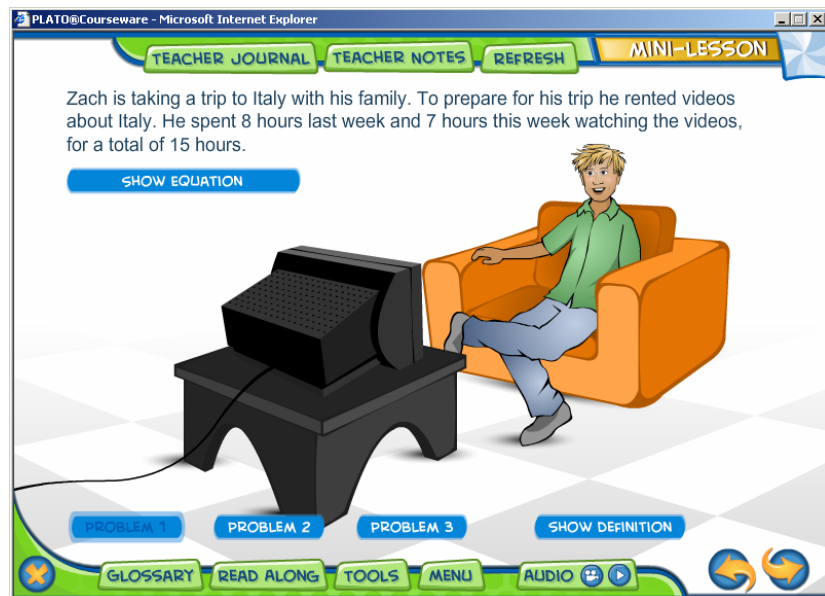 PLATO®Courseware - Microsoft Internet Explorer
TEACHER JOURNAL TEACHER NOTES REFRESH MINI-LESSON
Zach is taking a trip to Italy with his family. To prepare for his trip he rented videos
about Italy. He spent 8 hours last week and 7 hours this week watching the videos,
for a total of 15 hours.
SHOW EQUATION
PROBLEM 1 PROBLEM 2 PROBLEM 3 SHOW DEFINITION
GLOSSARY READ ALONG TOOLS MENU AUDIO